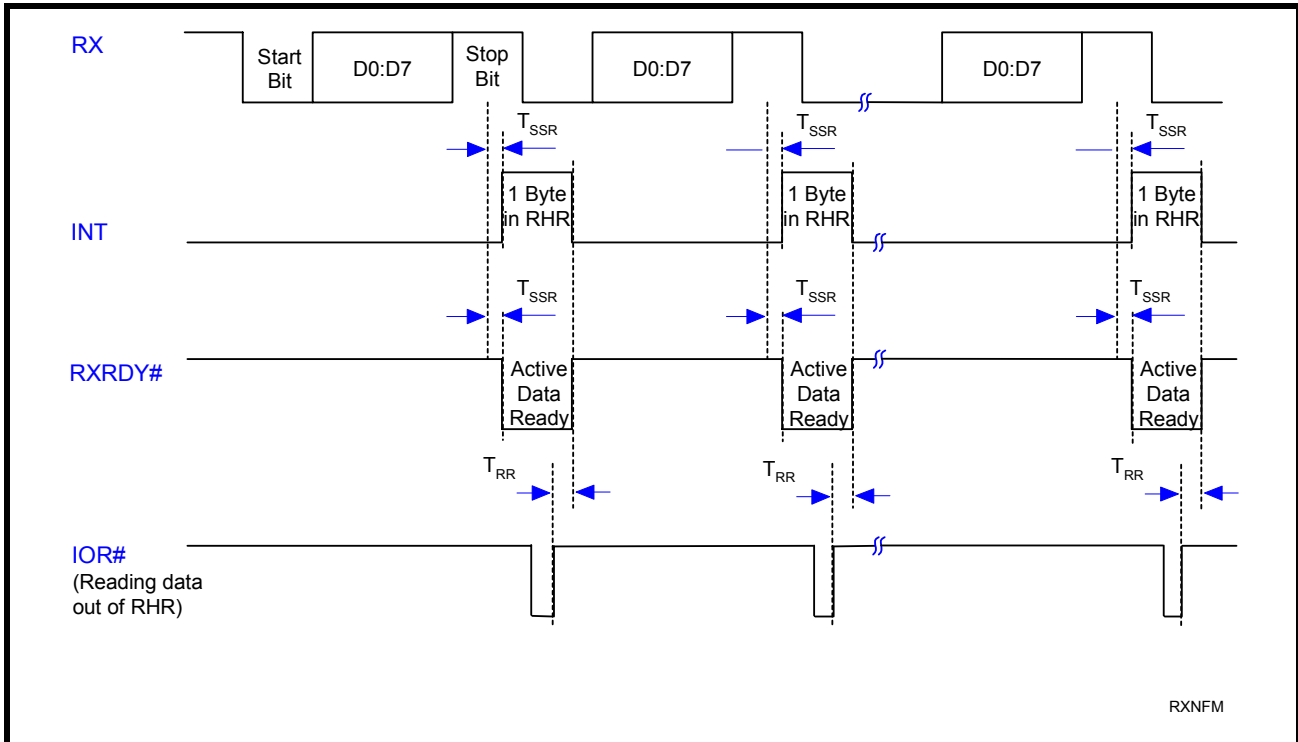 RX
Start
Bit
D0:D7
Stop
Bit
D0:D7
D0:D7
TSSR
TSSR
TSSR
INT
1 Byte
in RHR
1 Byte
in RHR
1 Byte
in RHR
TSSR
TSSR
TSSR
RXRDY#
Active
Data
Ready
Active
Data
Ready
Active
Data
Ready
TRR
TRR
TRR
IOR#
(Reading data
out of RHR)
RXNFM